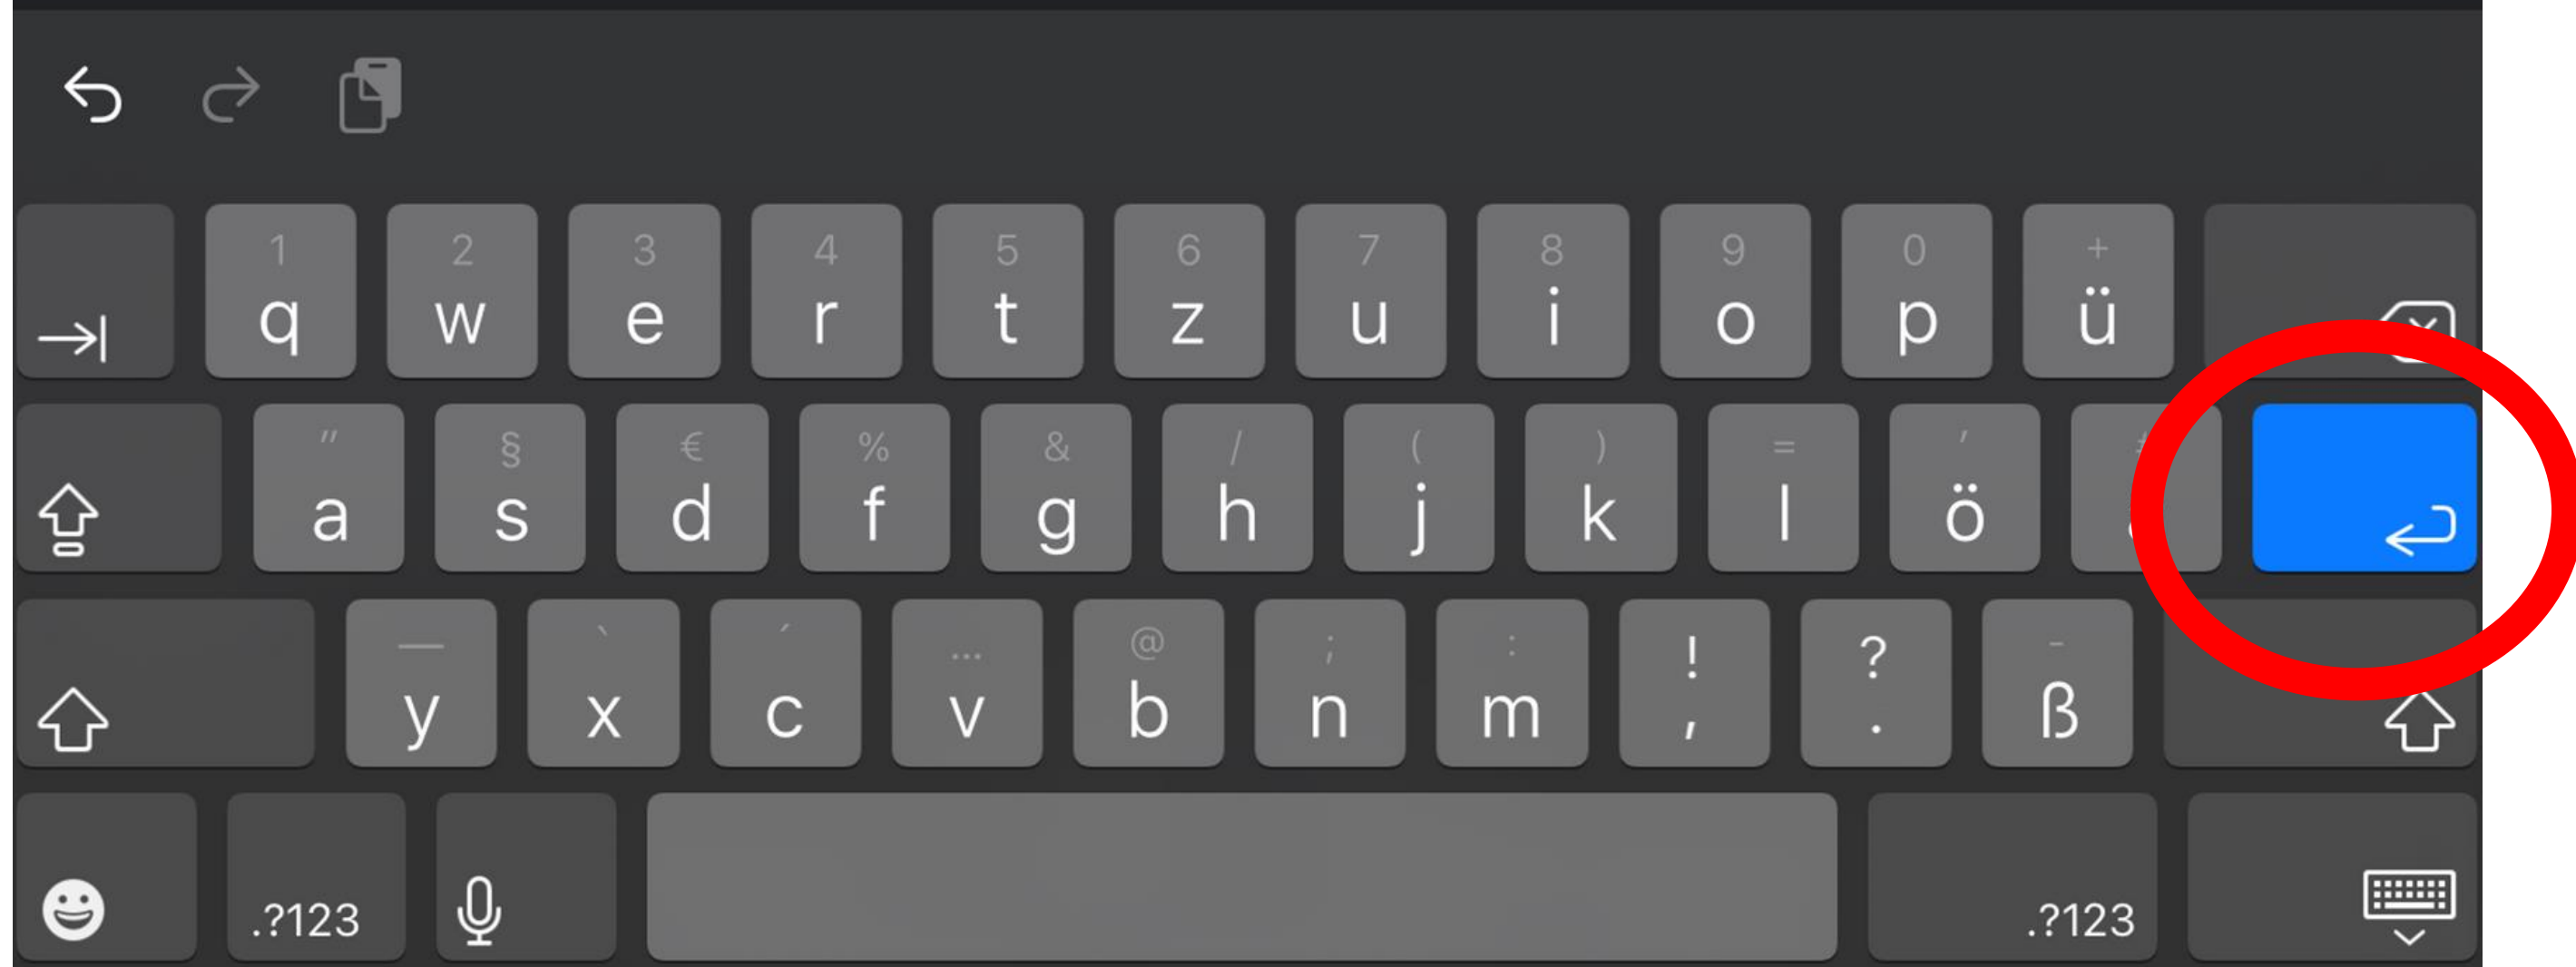 1 2 3 4 5 6 7 8 9 0 +
q w e r t z u i o p ü
" § € % & / ( ) = '
a s d f g h j k l ö
— ` ´ … @ ; : ! ? -
y x c v b n m , . ß
.?123 .?123